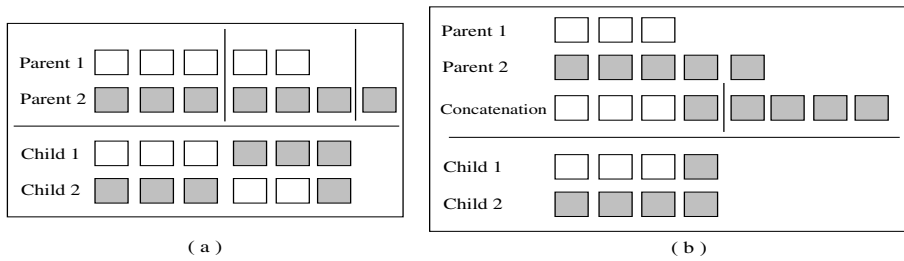 Parent 1
Parent 2
Child 1
Child 2
( a )
Parent 1
Parent 2
Concatenation
Child 1
Child 2
( b )